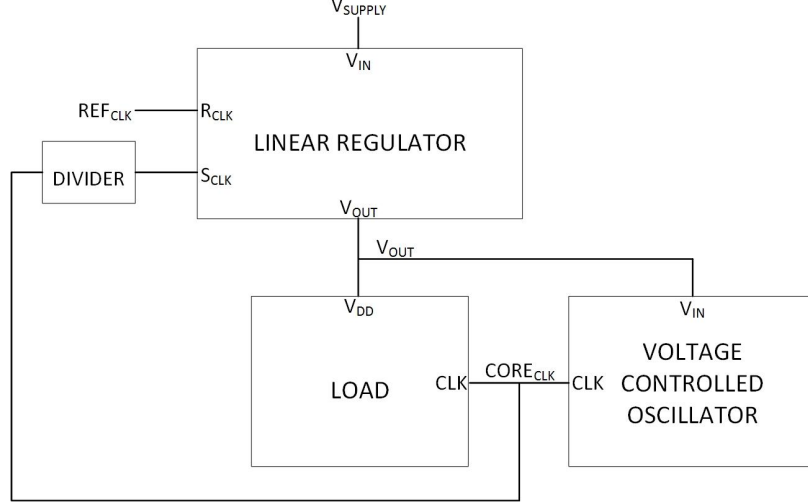 VSUPPLY
VIN
REFCLK
RCLK
LINEAR REGULATOR
DIVIDER
SCLK
VOUT
VOUT
VDD
VIN
LOAD
CLK
CORECLK
CLK
VOLTAGE
CONTROLLED
OSCILLATOR